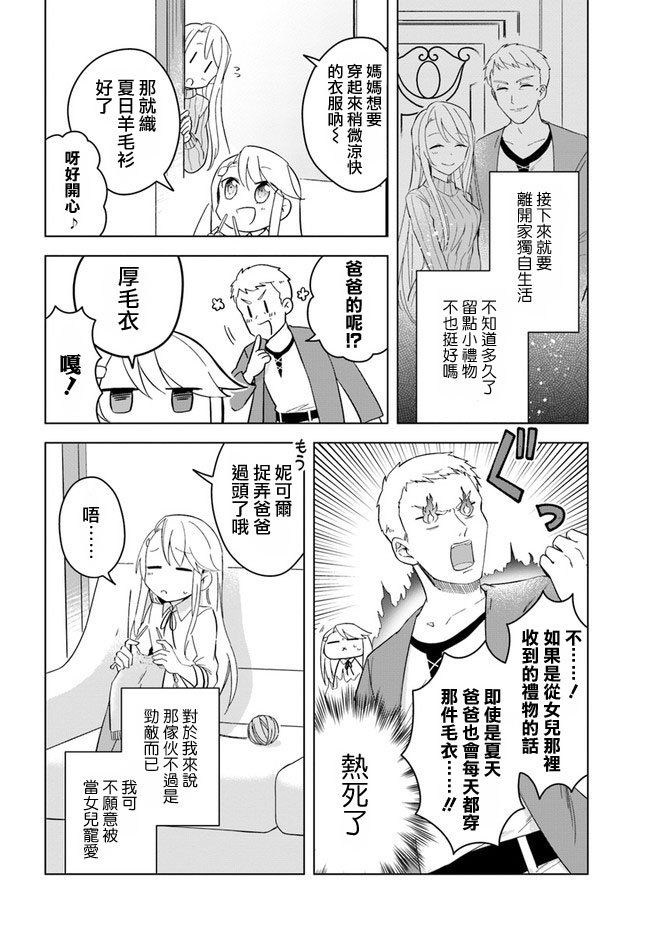 接下來就要
離開家獨自生活
不知道多久了
留點小禮物
不也挺好嗎
媽媽想要
穿起來稍微涼快
的衣服吶～
那就織
夏日羊毛衫
好了
呀好開心♪
爸爸的呢!?
厚毛衣
嘎！
ぐっ
不……！
如果是從女兒那裡
收到的禮物的話
即使是夏天
爸爸也會每天都穿
那件毛衣……!!
熱死了
もう
妮可爾
捉弄爸爸
過頭了哦
唔……
對於我來說
那傢伙不過是
勁敵而已
我可
不願意被
當女兒寵愛